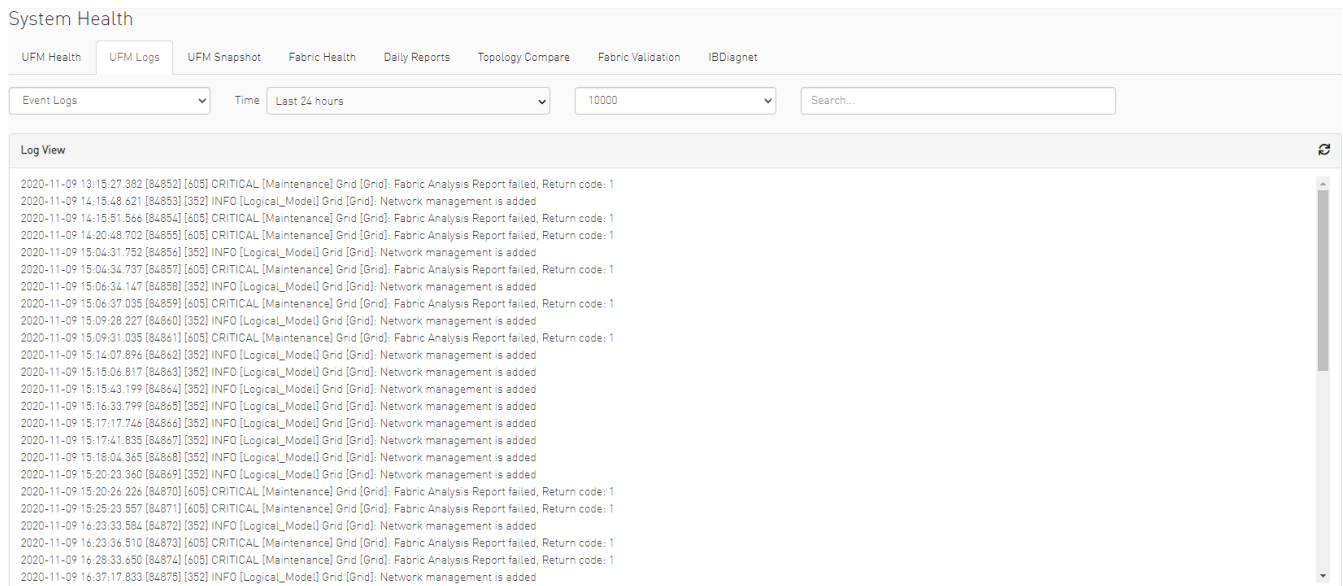 System Health
UFM Health UFM Logs UFM Snapshot Fabric Health Daily Reports Topology Compare Fabric Validation IBDiagnet
Event Logs Time Last 24 hours 10000 Search...
Log View
2020-11-09 13:15:27.382 [84852] [605] CRITICAL [Maintenance] Grid [Grid]: Fabric Analysis Report failed, Return code: 1
2020-11-09 14:15:48.621 [84853] [352] INFO [Logical_Model] Grid [Grid]: Network management is added
2020-11-09 14:15:51.566 [84854] [605] CRITICAL [Maintenance] Grid [Grid]: Fabric Analysis Report failed, Return code: 1
2020-11-09 14:20:48.702 [84855] [605] CRITICAL [Maintenance] Grid [Grid]: Fabric Analysis Report failed, Return code: 1
2020-11-09 15:04:31.752 [84856] [352] INFO [Logical_Model] Grid [Grid]: Network management is added
2020-11-09 15:04:34.737 [84857] [605] CRITICAL [Maintenance] Grid [Grid]: Fabric Analysis Report failed, Return code: 1
2020-11-09 15:06:34.147 [84858] [352] INFO [Logical_Model] Grid [Grid]: Network management is added
2020-11-09 15:06:37.035 [84859] [605] CRITICAL [Maintenance] Grid [Grid]: Fabric Analysis Report failed, Return code: 1
2020-11-09 15:09:28.227 [84860] [352] INFO [Logical_Model] Grid [Grid]: Network management is added
2020-11-09 15:09:31.035 [84861] [605] CRITICAL [Maintenance] Grid [Grid]: Fabric Analysis Report failed, Return code: 1
2020-11-09 15:14:07.896 [84862] [352] INFO [Logical_Model] Grid [Grid]: Network management is added
2020-11-09 15:15:06.817 [84863] [352] INFO [Logical_Model] Grid [Grid]: Network management is added
2020-11-09 15:15:43.199 [84864] [352] INFO [Logical_Model] Grid [Grid]: Network management is added
2020-11-09 15:16:33.799 [84865] [352] INFO [Logical_Model] Grid [Grid]: Network management is added
2020-11-09 15:17:17.746 [84866] [352] INFO [Logical_Model] Grid [Grid]: Network management is added
2020-11-09 15:17:41.835 [84867] [352] INFO [Logical_Model] Grid [Grid]: Network management is added
2020-11-09 15:18:04.365 [84868] [352] INFO [Logical_Model] Grid [Grid]: Network management is added
2020-11-09 15:20:23.360 [84869] [352] INFO [Logical_Model] Grid [Grid]: Network management is added
2020-11-09 15:20:26.226 [84870] [605] CRITICAL [Maintenance] Grid [Grid]: Fabric Analysis Report failed, Return code: 1
2020-11-09 15:25:23.557 [84871] [605] CRITICAL [Maintenance] Grid [Grid]: Fabric Analysis Report failed, Return code: 1
2020-11-09 16:23:33.584 [84872] [352] INFO [Logical_Model] Grid [Grid]: Network management is added
2020-11-09 16:23:36.510 [84873] [605] CRITICAL [Maintenance] Grid [Grid]: Fabric Analysis Report failed, Return code: 1
2020-11-09 16:28:33.650 [84874] [605] CRITICAL [Maintenance] Grid [Grid]: Fabric Analysis Report failed, Return code: 1
2020-11-09 16:37:17.833 [84875] [352] INFO [Logical_Model] Grid [Grid]: Network management is added